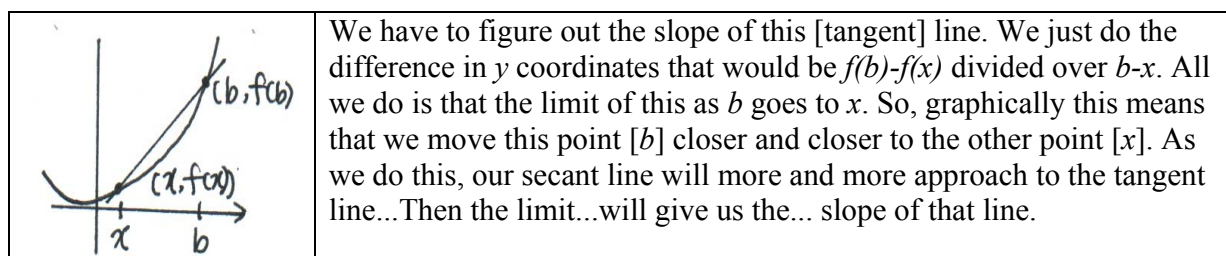 (b, f(b))
(x, f(x))
x b
We have to figure out the slope of this [tangent] line. We just do the
difference in y coordinates that would be f(b)-f(x) divided over b-x. All
we do is that the limit of this as b goes to x. So, graphically this means
that we move this point [b] closer and closer to the other point [x]. As
we do this, our secant line will more and more approach to the tangent
line...Then the limit...will give us the... slope of that line.